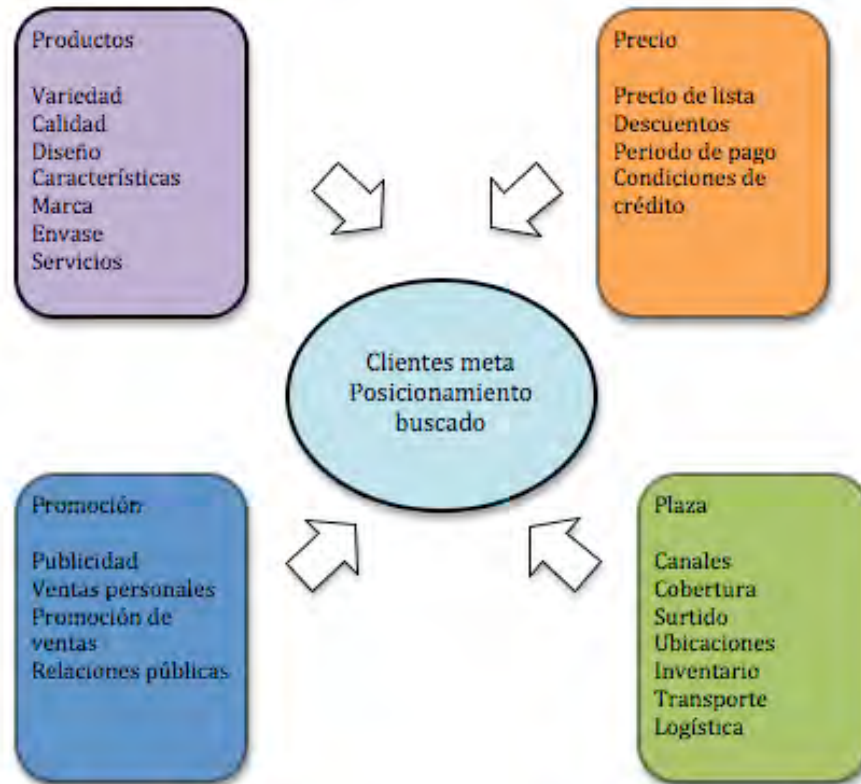 Productos
Variedad
Calidad
Diseño
Características
Marca
Envase
Servicios
Precio
Precio de lista
Descuentos
Periodo de pago
Condiciones de
crédito
Clientes meta
Posicionamiento
buscado
Promoción
Publicidad
Ventas personales
Promoción de
ventas
Relaciones públicas
Plaza
Canales
Cobertura
Surtido
Ubicaciones
Inventario
Transporte
Logística